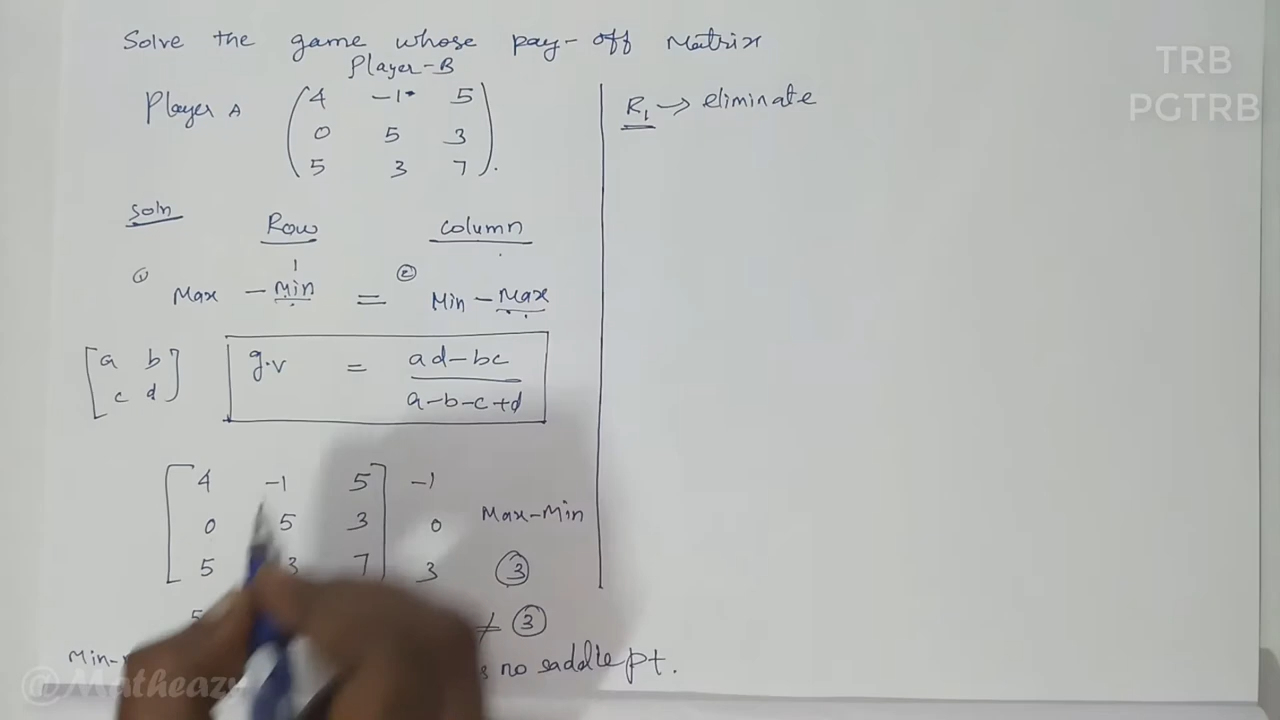 Solve the game whose pay-off Matrix
Player-B
Player A
4 -1 5
0 5 3
5 3 7
soln
Row column
① Max - Min = ② Min - Max
a b
c d
g.v = ad-bc
a-b-c+d
4 -1 5 -1
0 5 3 0 Max-Min
5 3 7 3 ③
5 ≠ ③
no saddle pt.
R₁ → eliminate
TRB
PGTRB
@Matheazy